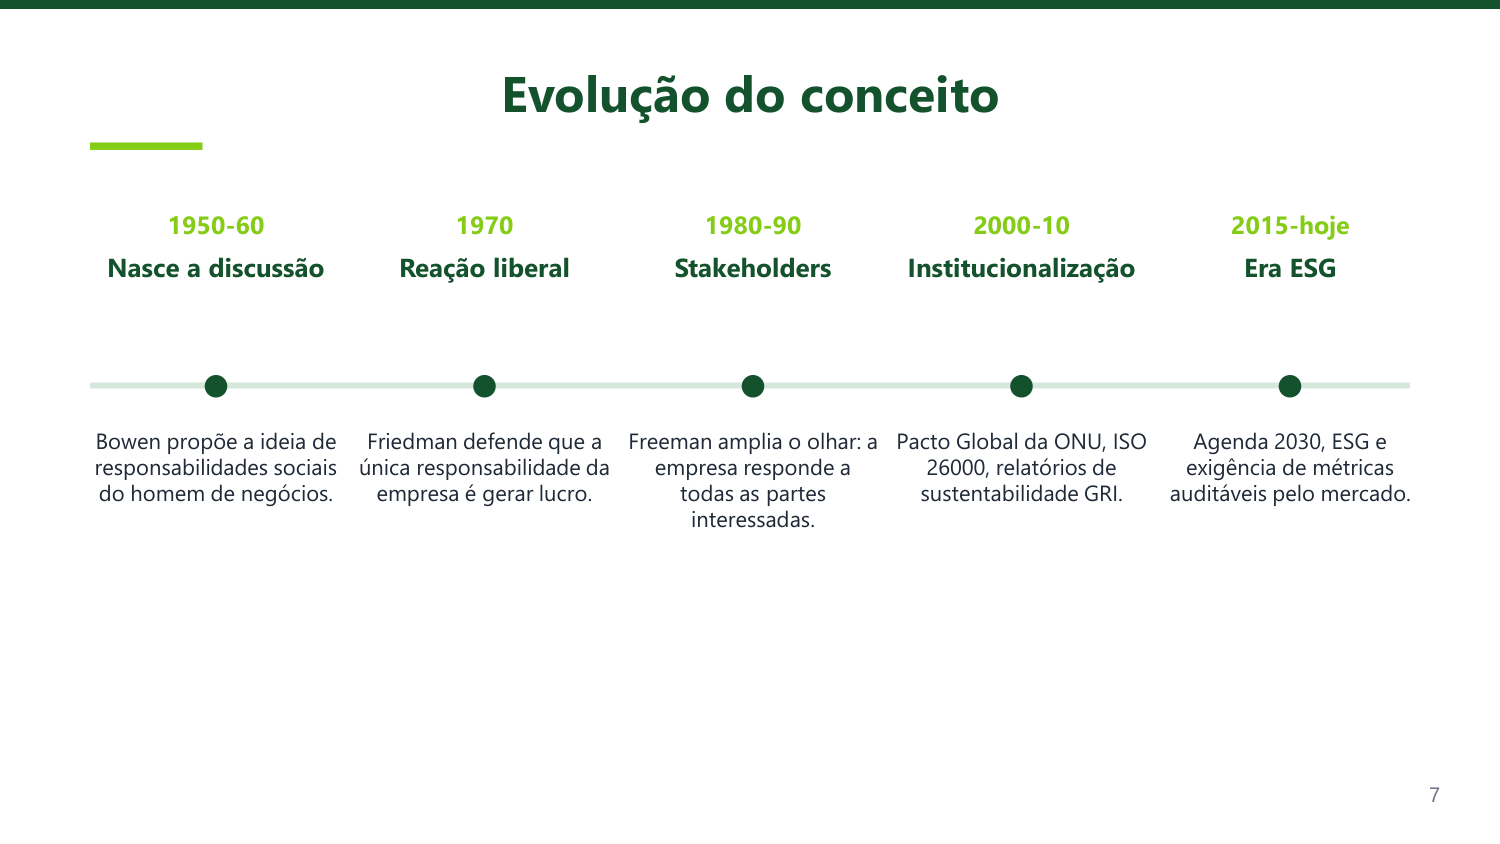 Evolução do conceito
1950-60
Nasce a discussão
Bowen propõe a ideia de
responsabilidades sociais
do homem de negócios.
1970
Reação liberal
Friedman defende que a
única responsabilidade da
empresa é gerar lucro.
1980-90
Stakeholders
Freeman amplia o olhar: a
empresa responde a
todas as partes
interessadas.
2000-10
Institucionalização
Pacto Global da ONU, ISO
26000, relatórios de
sustentabilidade GRI.
2015-hoje
Era ESG
Agenda 2030, ESG e
exigência de métricas
auditáveis pelo mercado.
7